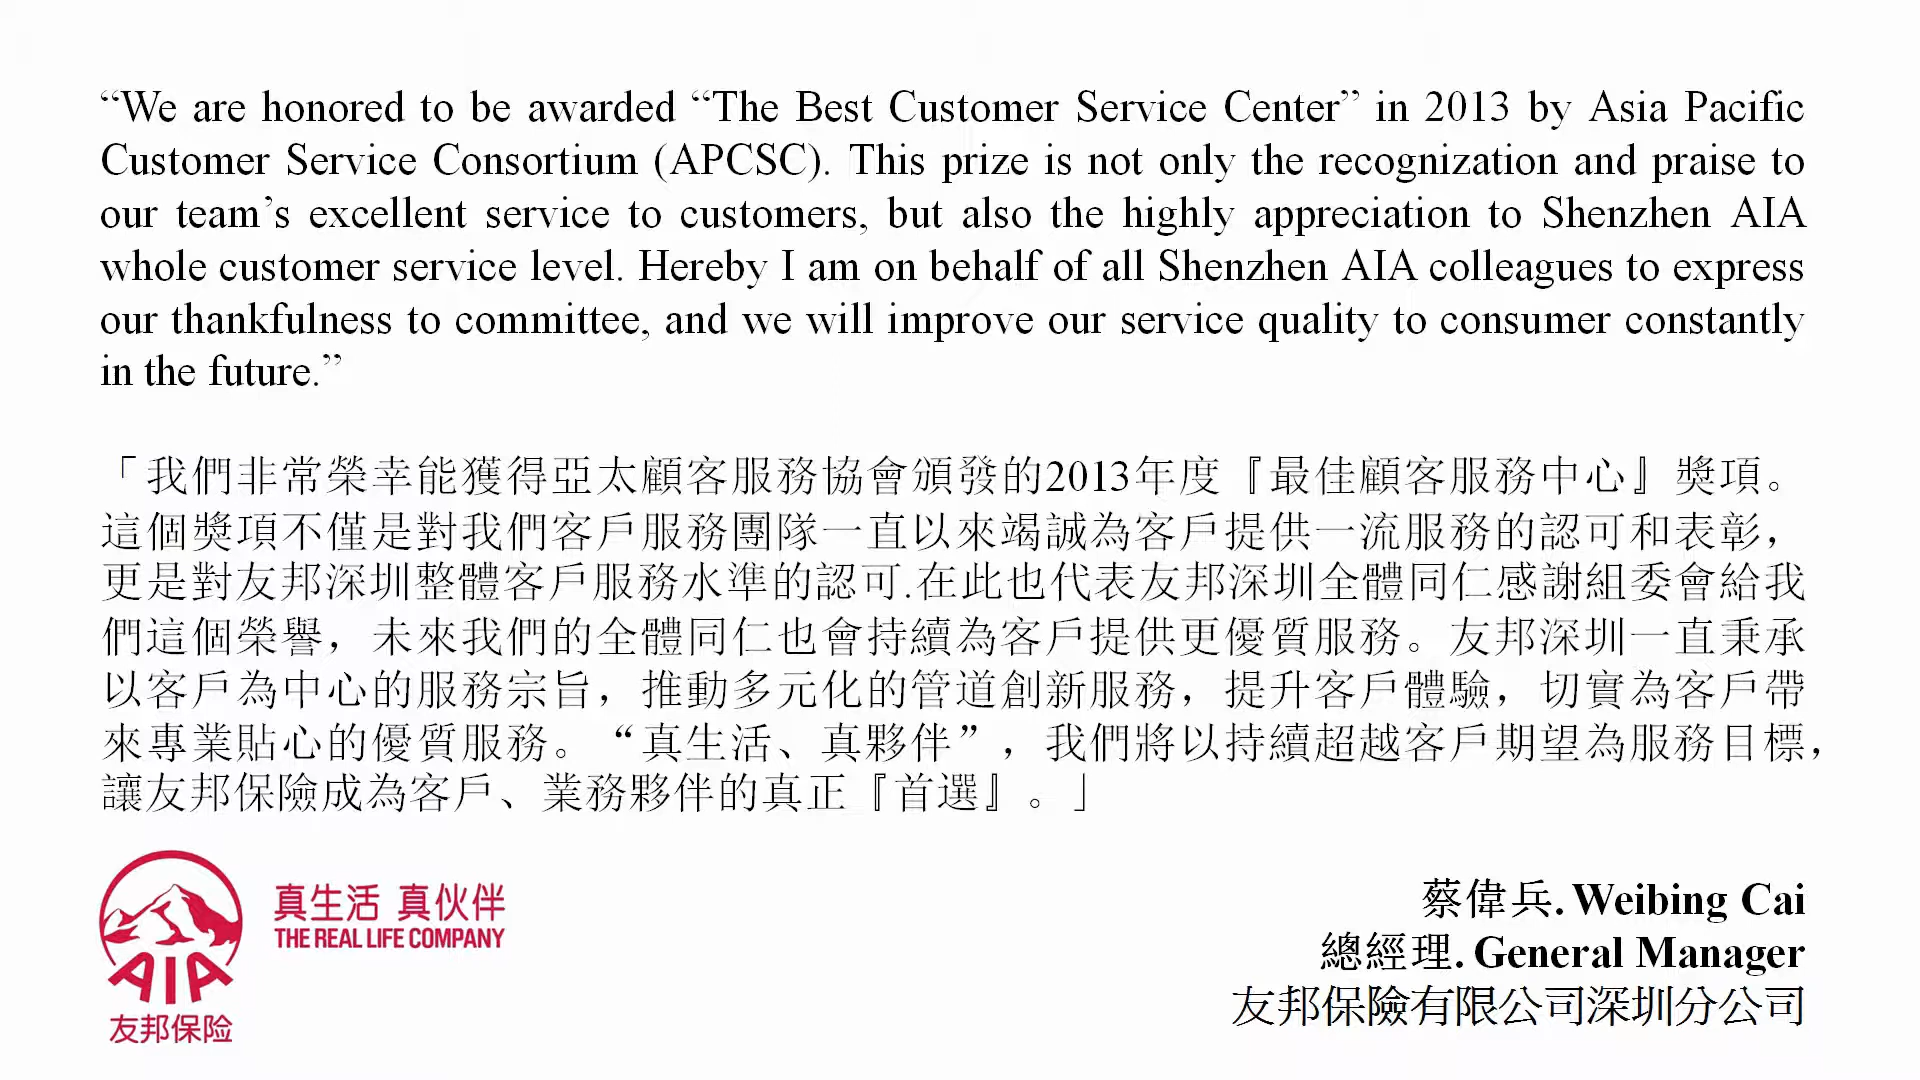 “We are honored to be awarded “The Best Customer Service Center” in 2013 by Asia Pacific
Customer Service Consortium (APCSC). This prize is not only the recognization and praise to
our team’s excellent service to customers, but also the highly appreciation to Shenzhen AIA
whole customer service level. Hereby I am on behalf of all Shenzhen AIA colleagues to express
our thankfulness to committee, and we will improve our service quality to consumer constantly
in the future.”
「我們非常榮幸能獲得亞太顧客服務協會頒發的2013年度『最佳顧客服務中心』獎項。
這個獎項不僅是對我們客戶服務團隊一直以來竭誠為客戶提供一流服務的認可和表彰，
更是對友邦深圳整體客戶服務水準的認可.在此也代表友邦深圳全體同仁感謝組委會給我
們這個榮譽，未來我們的全體同仁也會持續為客戶提供更優質服務。友邦深圳一直秉承
以客戶為中心的服務宗旨，推動多元化的管道創新服務，提升客戶體驗，切實為客戶帶
來專業貼心的優質服務。“真生活、真夥伴”，我們將以持續超越客戶期望為服務目標，
讓友邦保險成為客戶、業務夥伴的真正『首選』。」
真生活 真伙伴
THE REAL LIFE COMPANY
AIA
友邦保险
蔡偉兵. Weibing Cai
總經理. General Manager
友邦保險有限公司深圳分公司